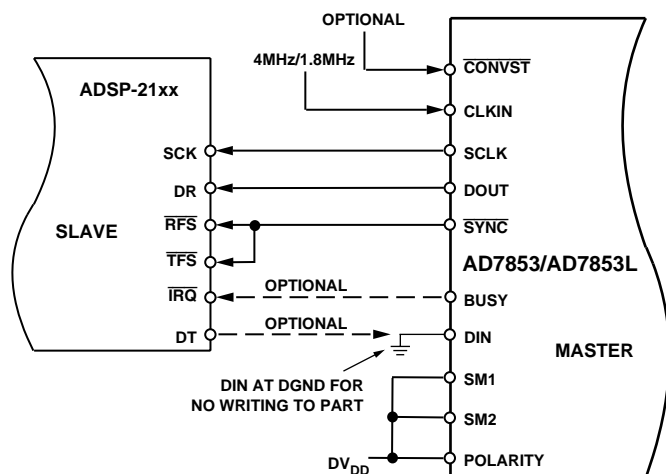 OPTIONAL
4MHz/1.8MHz
ADSP-21xx
CONVST
CLKIN
SCK
SCLK
DR
DOUT
RFS
SYNC
SLAVE
TFS
AD7853/AD7853L
IRQ
OPTIONAL
BUSY
DT
OPTIONAL
DIN
MASTER
DIN AT DGND FOR
NO WRITING TO PART
SM1
SM2
DVDD
POLARITY